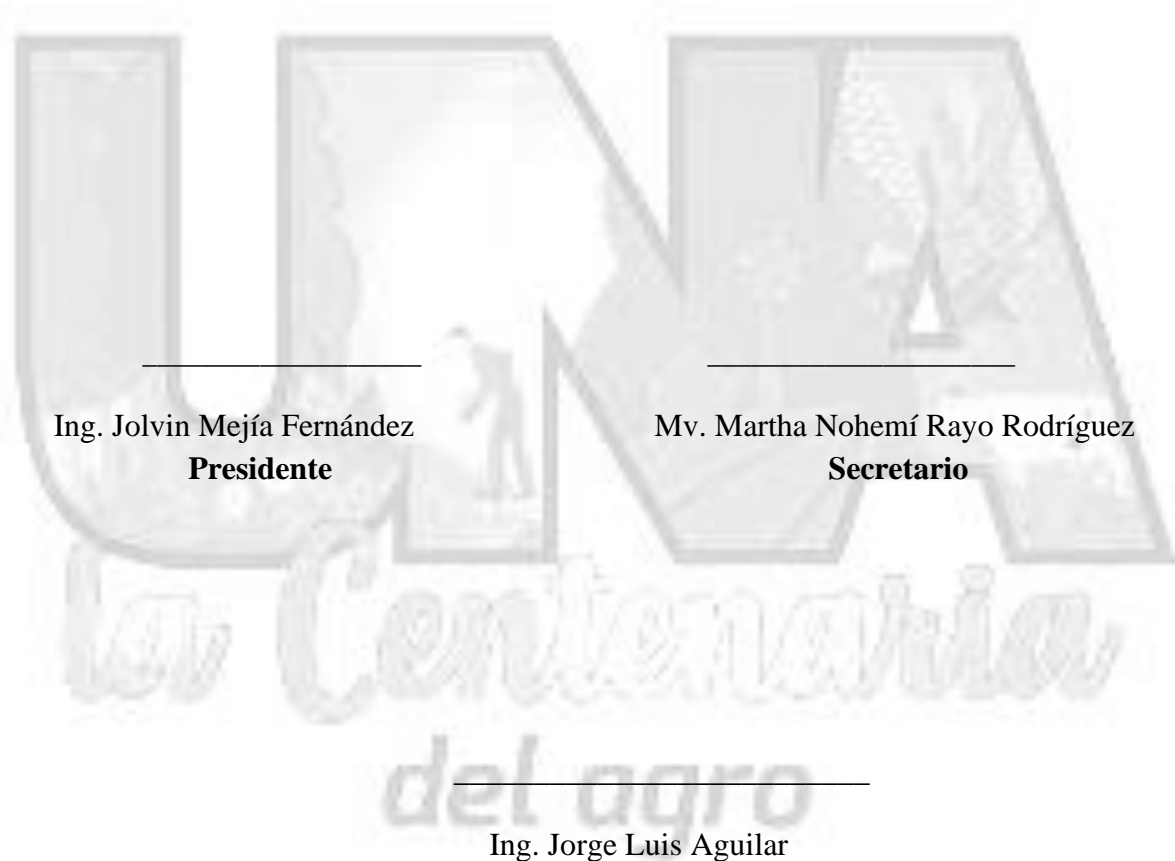 UNA
Ing. Jolvin Mejía Fernández
Presidente
Mv. Martha Nohemí Rayo Rodríguez
Secretario
la Centenaria
del agro
Ing. Jorge Luis Aguilar